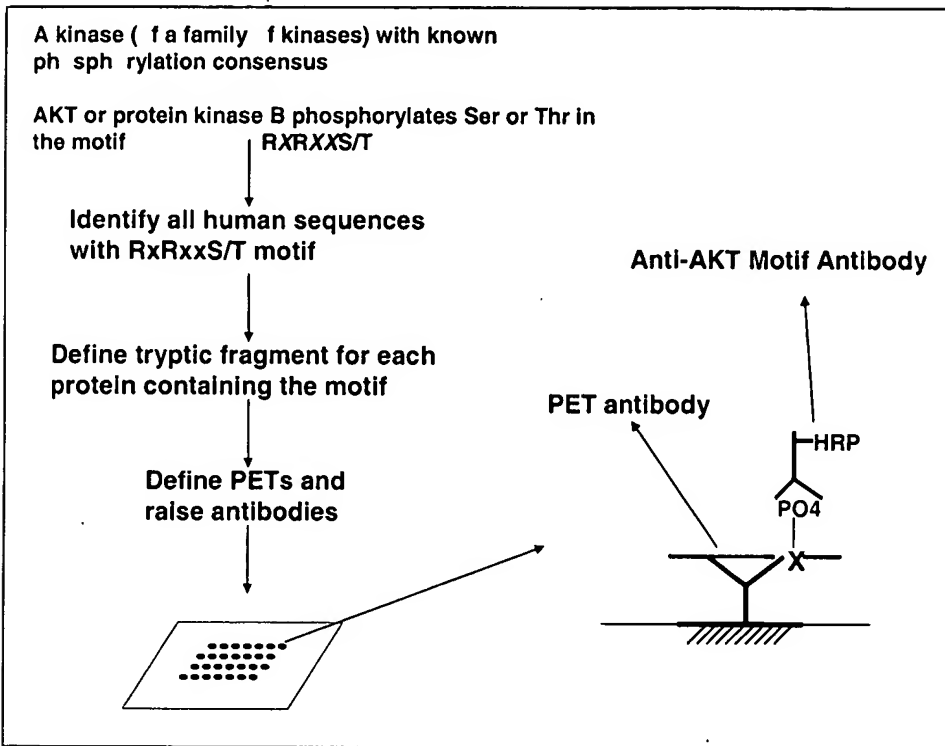 A kinase ( f a family f kinases) with known
ph sph rylation consensus
AKT or protein kinase B phosphorylates Ser or Thr in
the motif RXRXXS/T
Identify all human sequences
with RxRxxS/T motif
Define tryptic fragment for each
protein containing the motif
Define PETs and
raise antibodies
Anti-AKT Motif Antibody
PET antibody
HRP
PO4
X